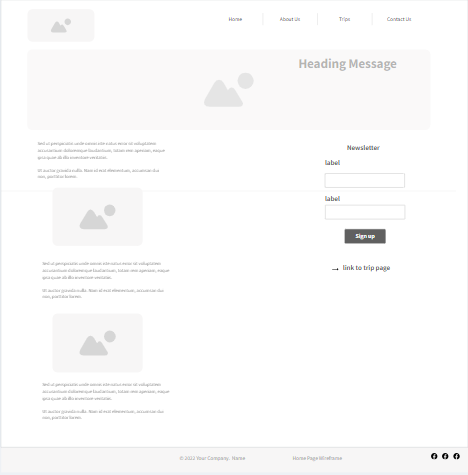 Home
About Us
Trips
Contact Us
Heading Message
Sed ut perspiciatis unde omnis iste natus error sit voluptatem
accusantium doloremque laudantium, totam rem aperiam, eaque
ipsa quae ab illo inventore veritatis.
Ut auctor gravida nulla. Nam id erat elementum, accumsan dui
non, porttitor lorem.
Newsletter
label
label
Sign up
→ link to trip page
Sed ut perspiciatis unde omnis iste natus error sit voluptatem
accusantium doloremque laudantium, totam rem aperiam, eaque
ipsa quae ab illo inventore veritatis.
Ut auctor gravida nulla. Nam id erat elementum, accumsan dui
non, porttitor lorem.
Sed ut perspiciatis unde omnis iste natus error sit voluptatem
accusantium doloremque laudantium, totam rem aperiam, eaque
ipsa quae ab illo inventore veritatis.
Ut auctor gravida nulla. Nam id erat elementum, accumsan dui
non, porttitor lorem.
© 2022 Your Company. Home
Home Page Wireframe